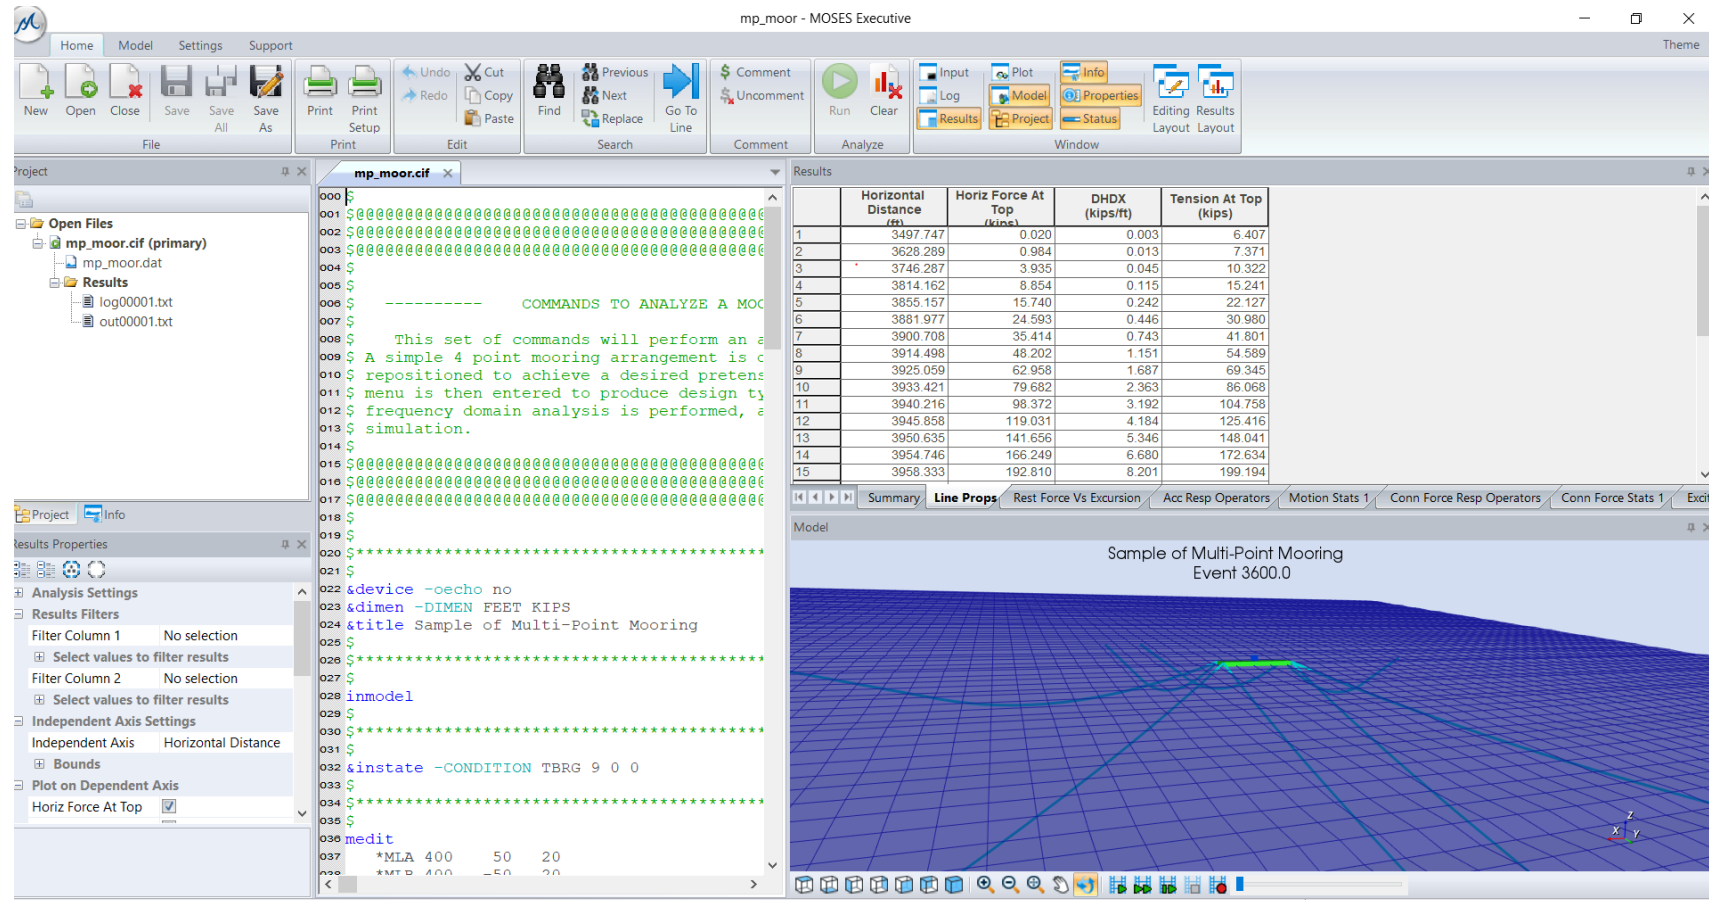 mp_moor - MOSES Executive
Home Model Settings Support Theme
New Open Close Save Save All Save As
File
Print Print Setup
Print
Undo Cut
Redo Copy
Paste
Edit
Find
Previous
Next
Replace
Go To Line
Search
$ Comment
Uncomment
Comment
Run Clear
Analyze
Input Plot Info
Log Model Properties
Results Project Status
Editing Layout Results Layout
Window
Project
Open Files
mp_moor.cif (primary)
mp_moor.dat
Results
log00001.txt
out00001.txt
Project Info
Results Properties
Analysis Settings
Results Filters
Filter Column 1 No selection
Select values to filter results
Filter Column 2 No selection
Select values to filter results
Independent Axis Settings
Independent Axis Horizontal Distance
Bounds
Plot on Dependent Axis
Horiz Force At Top
mp_moor.cif
000 $
001 $@@@@@@@@@@@@@@@@@@@@@@@@@@@@@@@@@@@@@@@@@@
002 $@@@@@@@@@@@@@@@@@@@@@@@@@@@@@@@@@@@@@@@@@@
003 $@@@@@@@@@@@@@@@@@@@@@@@@@@@@@@@@@@@@@@@@@@
004 $
005 $
006 $ ---------- COMMANDS TO ANALYZE A MOO
007 $
008 $ This set of commands will perform an a
009 $ A simple 4 point mooring arrangement is c
010 $ repositioned to achieve a desired pretens
011 $ menu is then entered to produce design ty
012 $ frequency domain analysis is performed, a
013 $ simulation.
014 $
015 $@@@@@@@@@@@@@@@@@@@@@@@@@@@@@@@@@@@@@@@@@@
016 $@@@@@@@@@@@@@@@@@@@@@@@@@@@@@@@@@@@@@@@@@@
017 $@@@@@@@@@@@@@@@@@@@@@@@@@@@@@@@@@@@@@@@@@@
018 $
019 $
020 $******************************************
021 $
022 &device -oecho no
023 &dimen -DIMEN FEET KIPS
024 &title Sample of Multi-Point Mooring
025 $
026 $******************************************
027 $
028 inmodel
029 $
030 $******************************************
031 $
032 &instate -CONDITION TBRG 9 0 0
033 $
034 $******************************************
035 $
036 medit
037 *MLA 400 50 20
038 *MLB 400 -50 20
Results
Horizontal Distance (ft) Horiz Force At Top (kips) DHDX (kips/ft) Tension At Top (kips)
1 3497.747 0.020 0.003 6.407
2 3628.289 0.984 0.013 7.371
3 3746.287 3.935 0.045 10.322
4 3814.162 8.854 0.115 15.241
5 3855.157 15.740 0.242 22.127
6 3881.977 24.593 0.446 30.980
7 3900.708 35.414 0.743 41.801
8 3914.498 48.202 1.151 54.589
9 3925.059 62.958 1.687 69.345
10 3933.421 79.682 2.363 86.068
11 3940.216 98.372 3.192 104.758
12 3945.858 119.031 4.184 125.416
13 3950.635 141.656 5.346 148.041
14 3954.746 166.249 6.680 172.634
15 3958.333 192.810 8.201 199.194
Summary Line Props Rest Force Vs Excursion Acc Resp Operators Motion Stats 1 Conn Force Resp Operators Conn Force Stats 1 Exci
Model
Sample of Multi-Point Mooring
Event 3600.0
Z
X Y